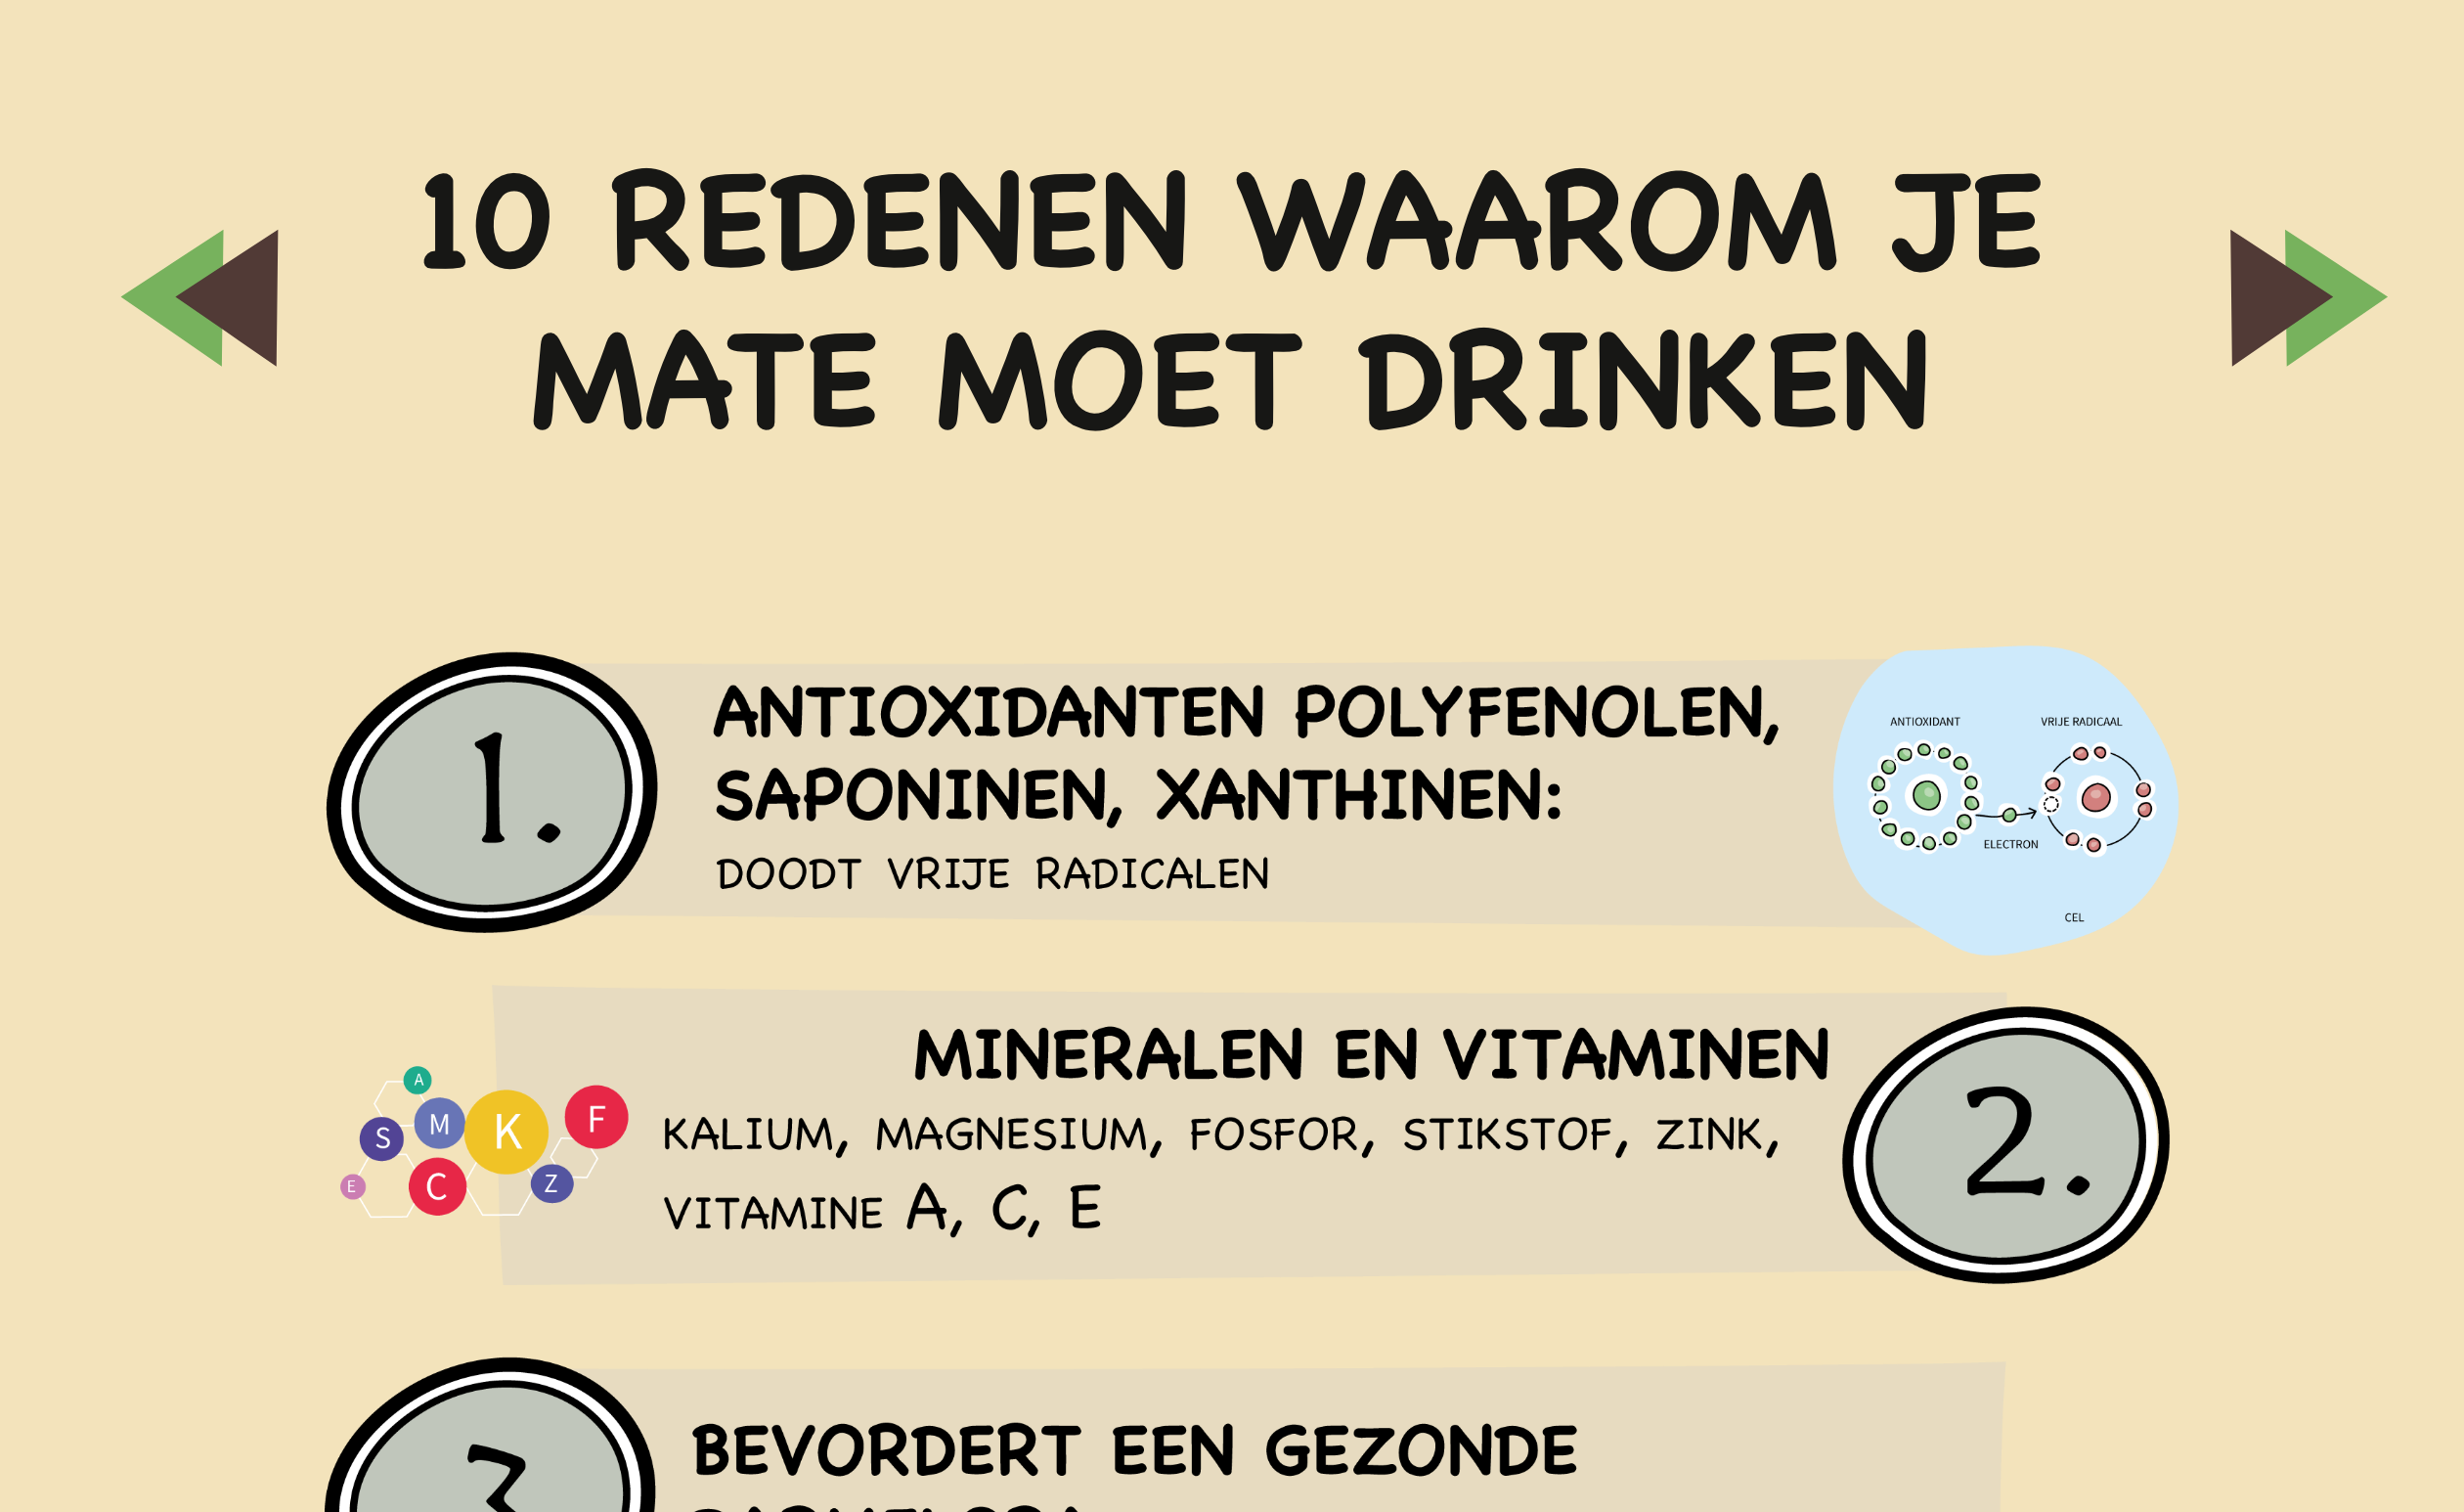 10 REDENEN WAAROM JE
MATE MOET DRINKEN
1.
ANTIOXIDANTEN POLYFENOLEN,
SAPONINEN, XANTHINEN:
DOODT VRIJE RADICALEN
ANTIOXIDANT
VRIJE RADICAAL
ELECTRON
CEL
MINERALEN EN VITAMINEN
KALIUM, MAGNESIUM, FOSFOR, STIKSTOF, ZINK,
VITAMINE A, C, E
A
S
M
K
F
E
C
Z
2.
3
BEVORDERT EEN GEZONDE